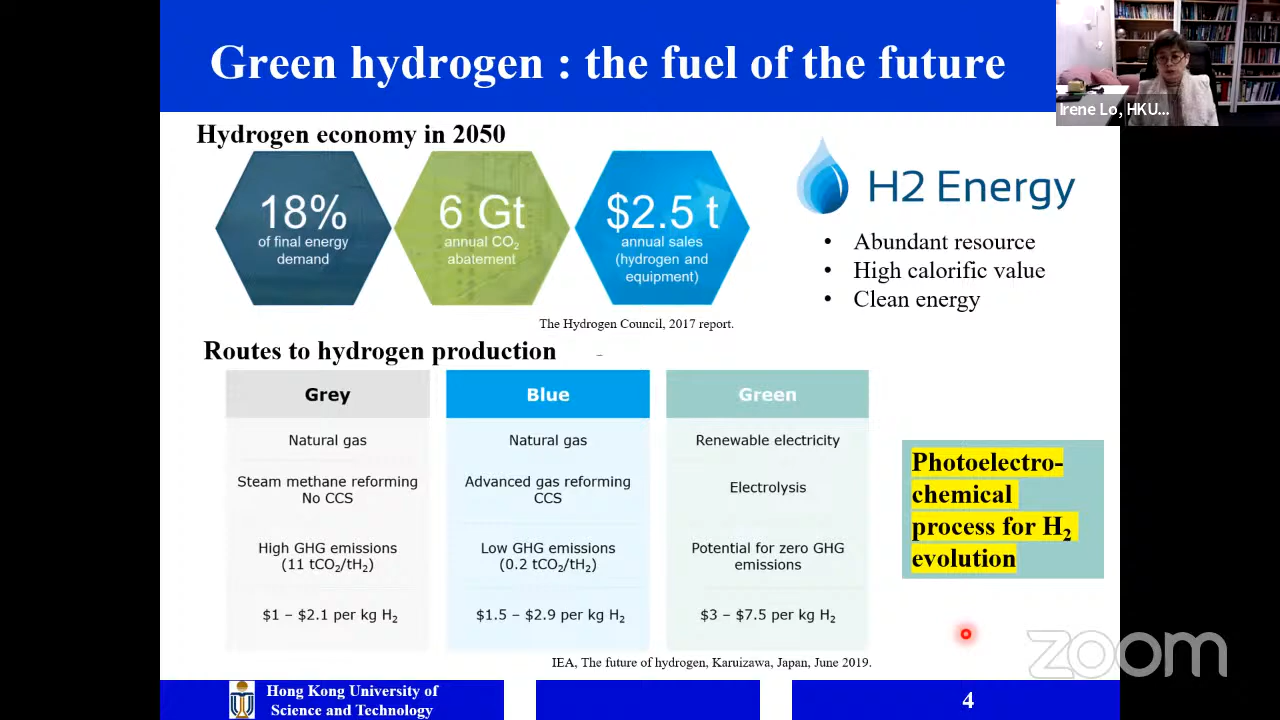 Green hydrogen : the fuel of the future
Irene Lo, HKU...
Hydrogen economy in 2050
18%
of final energy
demand
6 Gt
annual CO₂
abatement
$2.5 t
annual sales
(hydrogen and
equipment)
H2 Energy
• Abundant resource
• High calorific value
• Clean energy
The Hydrogen Council, 2017 report.
Routes to hydrogen production
Grey
Natural gas
Steam methane reforming
No CCS
High GHG emissions
(11 tCO₂/tH₂)
$1 – $2.1 per kg H₂
Blue
Natural gas
Advanced gas reforming
CCS
Low GHG emissions
(0.2 tCO₂/tH₂)
$1.5 – $2.9 per kg H₂
Green
Renewable electricity
Electrolysis
Potential for zero GHG
emissions
$3 – $7.5 per kg H₂
Photoelectro-
chemical
process for H₂
evolution
IEA, The future of hydrogen, Karuizawa, Japan, June 2019.
zoom
Hong Kong University of
Science and Technology
4